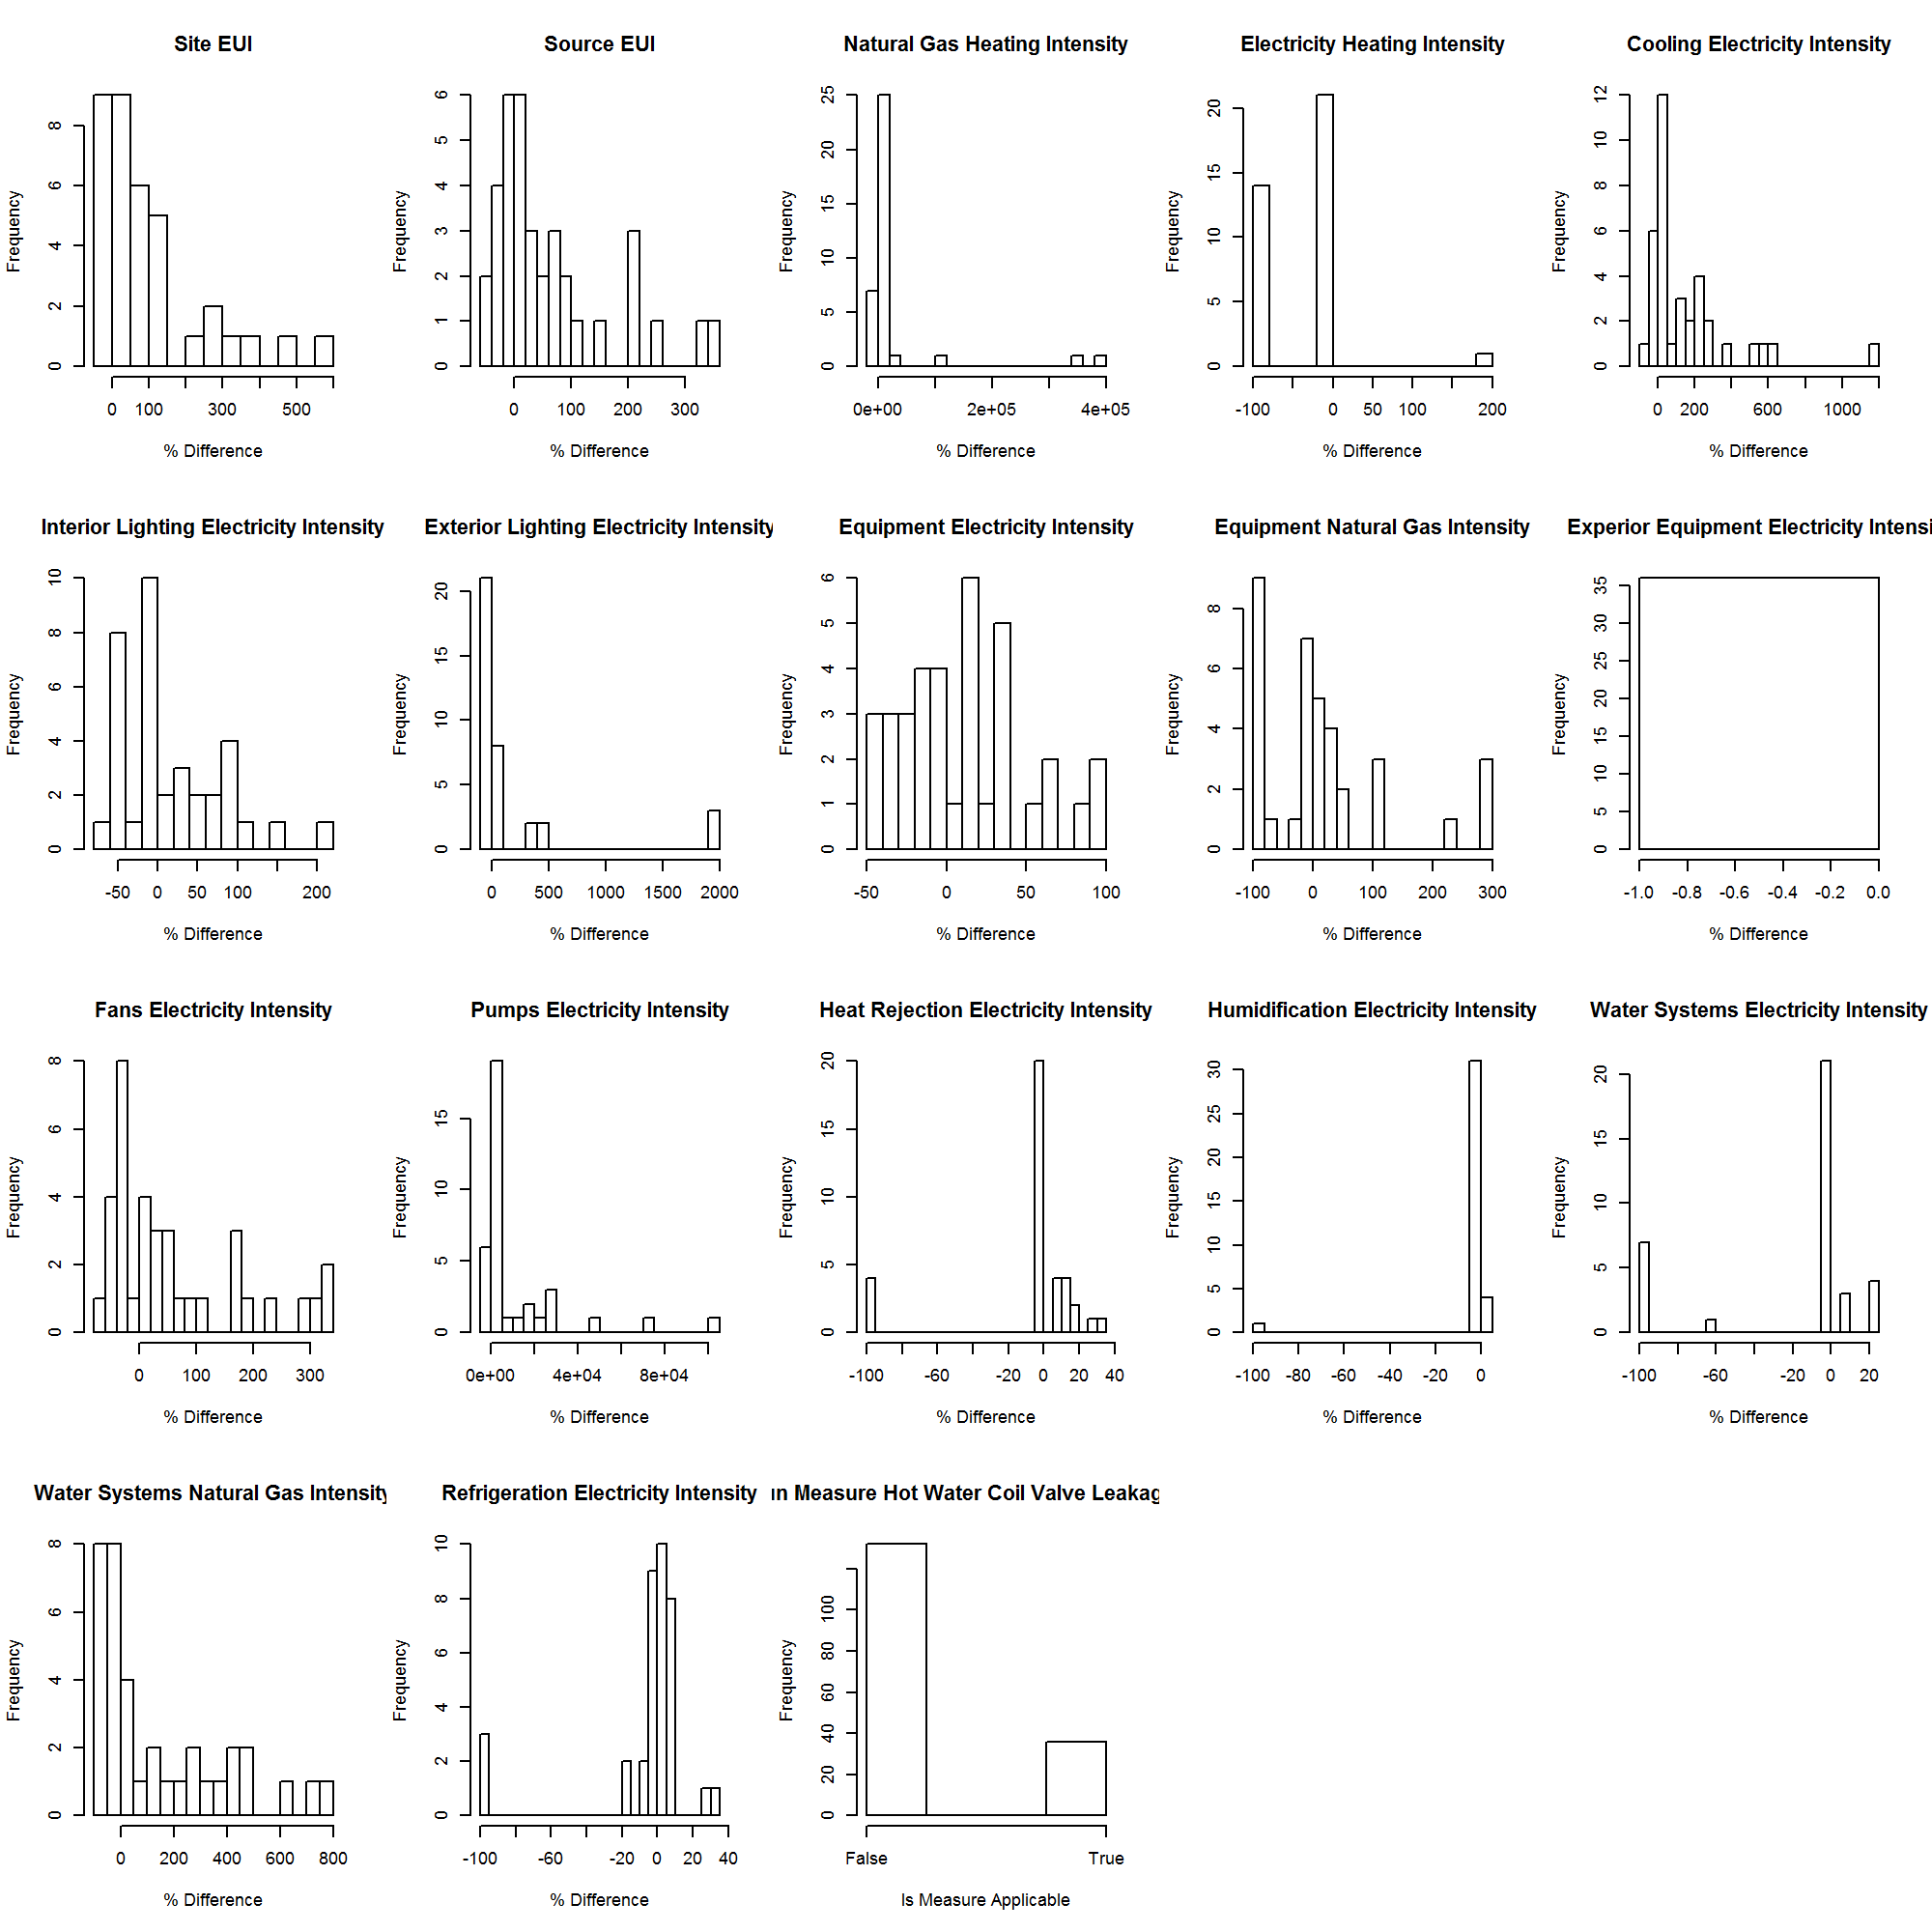 Site EUI
Frequency
0 2 4 6 8
0 100 300 500
% Difference
Source EUI
Frequency
0 1 2 3 4 5 6
0 100 200 300
% Difference
Natural Gas Heating Intensity
Frequency
0 5 10 15 20 25
0e+00 2e+05 4e+05
% Difference
Electricity Heating Intensity
Frequency
0 5 10 15 20
-100 0 50 100 200
% Difference
Cooling Electricity Intensity
Frequency
0 2 4 6 8 10 12
0 200 600 1000
% Difference
Interior Lighting Electricity Intensity
Frequency
0 2 4 6 8 10
-50 0 50 100 200
% Difference
Exterior Lighting Electricity Intensity
Frequency
0 5 10 15 20
0 500 1000 1500 2000
% Difference
Equipment Electricity Intensity
Frequency
0 1 2 3 4 5 6
-50 0 50 100
% Difference
Equipment Natural Gas Intensity
Frequency
0 2 4 6 8
-100 0 100 200 300
% Difference
Experior Equipment Electricity Intensi
Frequency
0 5 10 15 20 25 30 35
-1.0 -0.8 -0.6 -0.4 -0.2 0.0
% Difference
Fans Electricity Intensity
Frequency
0 2 4 6 8
0 100 200 300
% Difference
Pumps Electricity Intensity
Frequency
0 5 10 15
0e+00 4e+04 8e+04
% Difference
Heat Rejection Electricity Intensity
Frequency
0 5 10 15 20
-100 -60 -20 0 20 40
% Difference
Humidification Electricity Intensity
Frequency
0 5 10 15 20 25 30
-100 -80 -60 -40 -20 0
% Difference
Water Systems Electricity Intensity
Frequency
0 5 10 15 20
-100 -60 -20 0 20
% Difference
Water Systems Natural Gas Intensity
Frequency
0 2 4 6 8
0 200 400 600 800
% Difference
Refrigeration Electricity Intensity
Frequency
0 2 4 6 8 10
-100 -60 -20 0 20 40
% Difference
Measure Hot Water Coil Valve Leakag
Frequency
0 20 40 60 80 100
False True
Is Measure Applicable